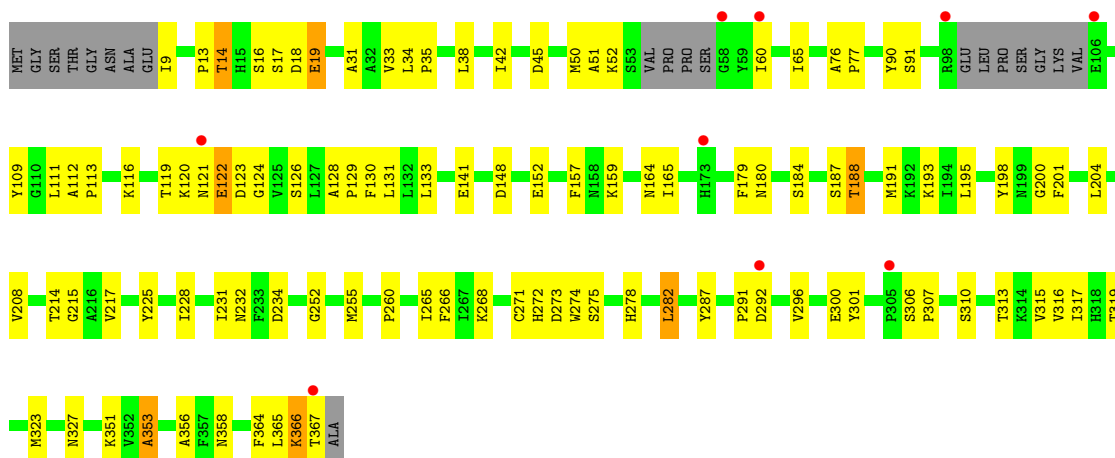 MET GLY SER THR GLY ASN ALA GLU I9 P13 T14 H15 S16 S17 D18 E19 A31 A32 V33 L34 P35 L38 I42 D45 M50 A51 K52 S53 VAL PRO PRO SER G58 Y59 I60 I65 A76 P77 Y90 S91 R98 GLU LEU PRO SER GLY LYS VAL E106
Y109 G110 L111 A112 P113 K116 T119 K120 N121 E122 D123 G124 V125 S126 L127 A128 P129 F130 L131 L132 L133 E141 D148 E152 F157 N158 K159 N164 I165 H173 F179 N180 S184 S187 T188 M191 K192 K193 I194 L195 Y198 N199 G200 F201 L204
V208 T214 G215 A216 V217 Y225 I228 I231 N232 F233 D234 G252 M255 P260 I265 F266 I267 K268 C271 H272 D273 W274 S275 H278 L282 Y287 P291 D292 V296 E300 Y301 P305 S306 P307 S310 T313 K314 V315 V316 I317 H318 T319
M323 N327 K351 V352 A353 A356 F357 N358 F364 L365 K366 T367 ALA